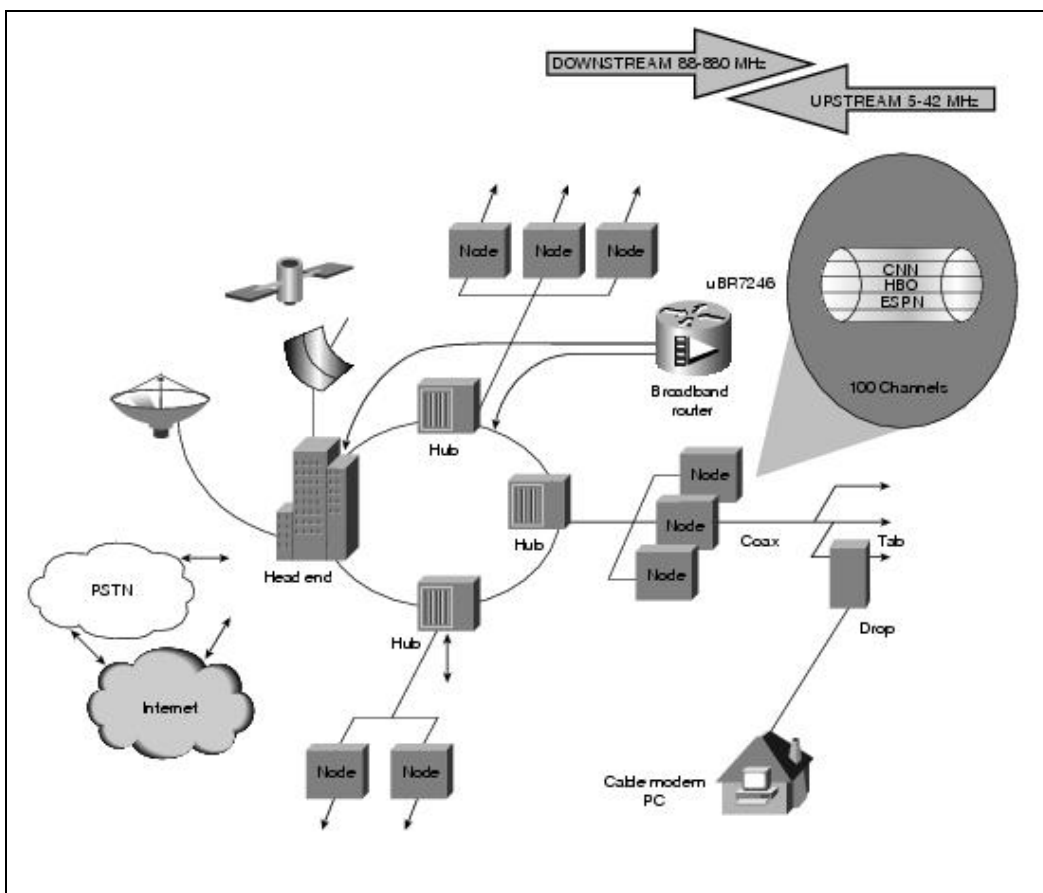 DOWNSTREAM 88-880 MHz
UPSTREAM 5-42 MHz
Node
Node
Node
uBR7246
CNN
HBO
ESPN
100 Channels
Broadband
router
Hub
Node
Node
Node
Hub
Coax
Tab
Head end
PSTN
Hub
Drop
Internet
Node
Node
Cable modem
PC